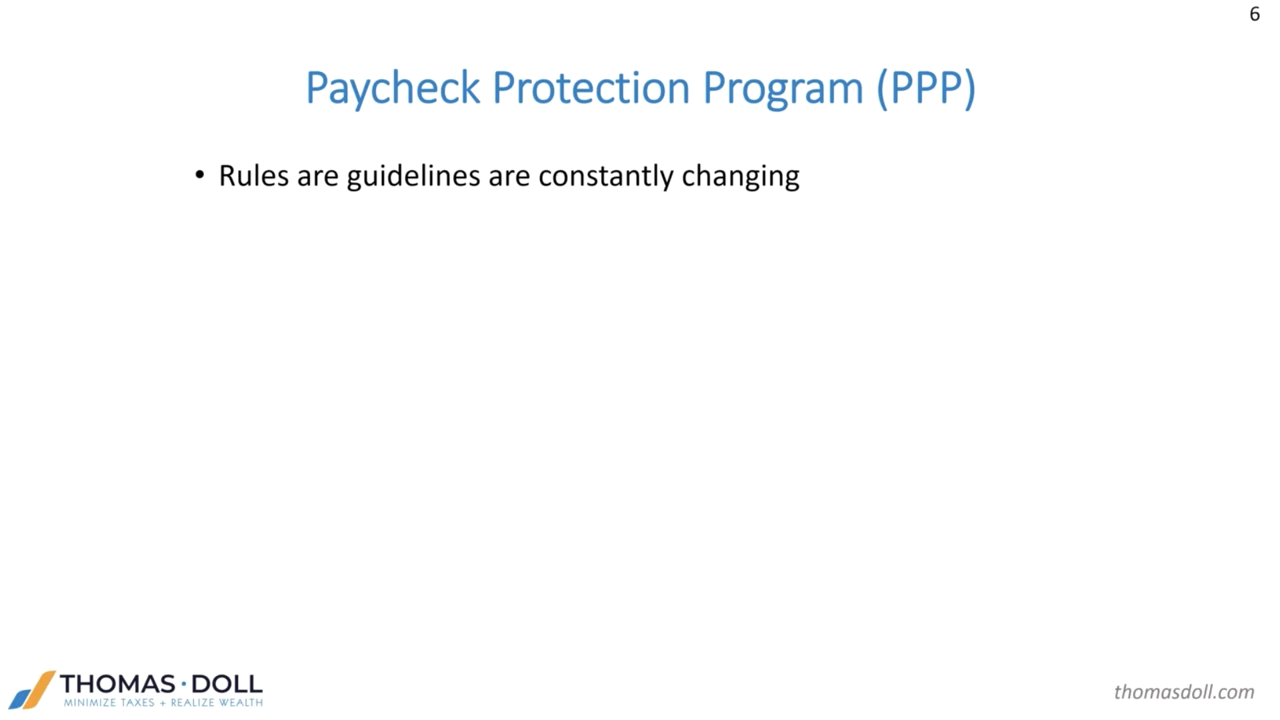 6
Paycheck Protection Program (PPP)
• Rules are guidelines are constantly changing
THOMAS·DOLL
MINIMIZE TAXES + REALIZE WEALTH
thomasdoll.com